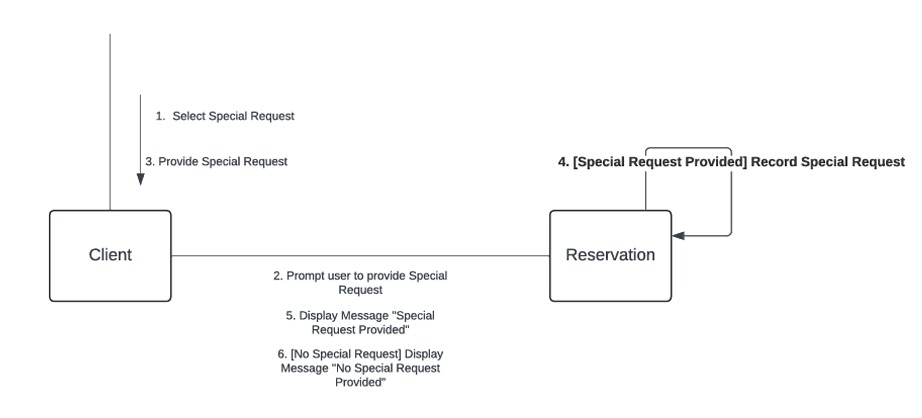 1. Select Special Request
3. Provide Special Request
4. [Special Request Provided] Record Special Request
Client
Reservation
2. Prompt user to provide Special
Request
5. Display Message "Special
Request Provided"
6. [No Special Request] Display
Message "No Special Request
Provided"